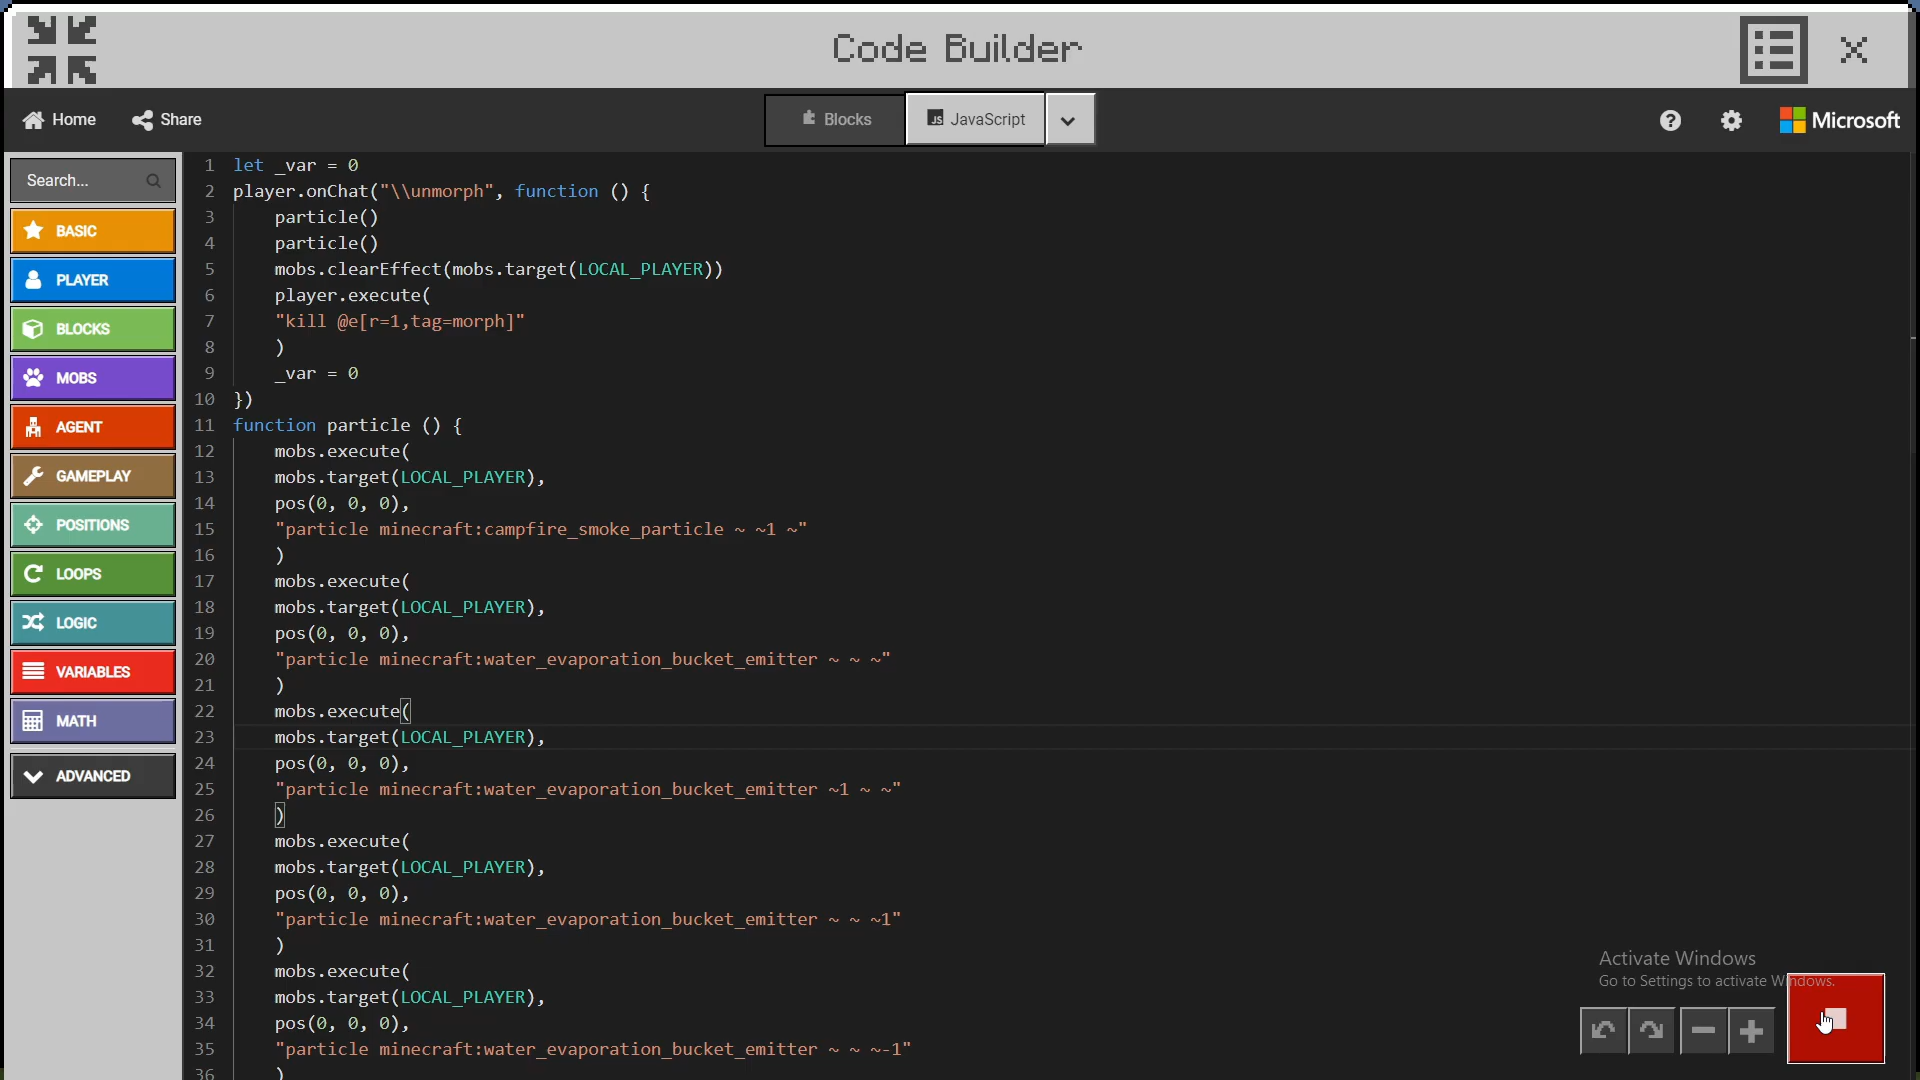 Code Builder
Home
Share
Blocks
JS JavaScript
Microsoft
Search...
BASIC
PLAYER
BLOCKS
MOBS
AGENT
GAMEPLAY
POSITIONS
LOOPS
LOGIC
VARIABLES
MATH
ADVANCED
1 let _var = 0
2 player.onChat("\\unmorph", function () {
3 particle()
4 particle()
5 mobs.clearEffect(mobs.target(LOCAL_PLAYER))
6 player.execute(
7 "kill @e[r=1,tag=morph]"
8 )
9 _var = 0
10 })
11 function particle () {
12 mobs.execute(
13 mobs.target(LOCAL_PLAYER),
14 pos(0, 0, 0),
15 "particle minecraft:campfire_smoke_particle ~ ~1 ~"
16 )
17 mobs.execute(
18 mobs.target(LOCAL_PLAYER),
19 pos(0, 0, 0),
20 "particle minecraft:water_evaporation_bucket_emitter ~ ~ ~"
21 )
22 mobs.execute(
23 mobs.target(LOCAL_PLAYER),
24 pos(0, 0, 0),
25 "particle minecraft:water_evaporation_bucket_emitter ~1 ~ ~"
26 )
27 mobs.execute(
28 mobs.target(LOCAL_PLAYER),
29 pos(0, 0, 0),
30 "particle minecraft:water_evaporation_bucket_emitter ~ ~ ~1"
31 )
32 mobs.execute(
33 mobs.target(LOCAL_PLAYER),
34 pos(0, 0, 0),
35 "particle minecraft:water_evaporation_bucket_emitter ~ ~ ~-1"
36 )
Activate Windows
Go to Settings to activate Windows.